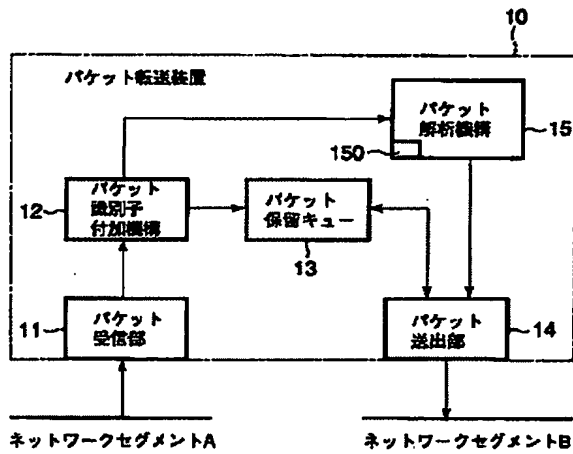 10
パケット転送装置
パケット
解析機構
15
150
パケット
識別子
付加機構
12
パケット
保留キュー
13
11
パケット
受信部
パケット
送出部
14
ネットワークセグメントA
ネットワークセグメントB